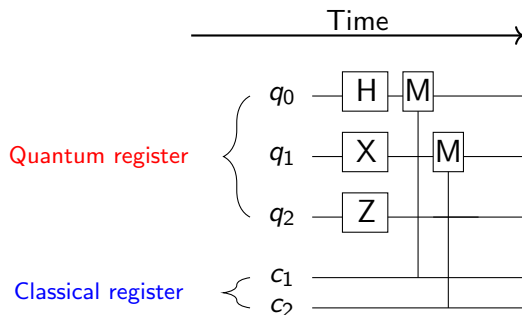 Time
q0 H M
Quantum register q1 X M
q2 Z
c1
Classical register
c2